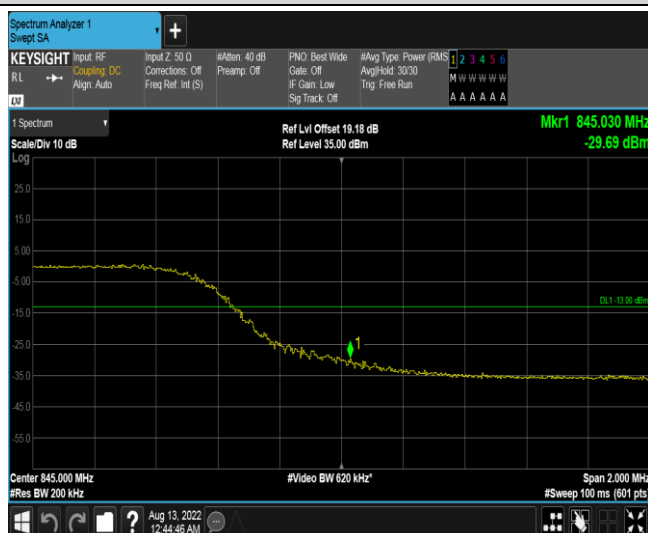 Spectrum Analyzer 1
Swept SA
+
KEYSIGHT
RL
LXI
Input: RF
Coupling: DC
Align: Auto
Input Z: 50 Ω
Corrections: Off
Freq Ref: Int (S)
#Atten: 40 dB
Preamp: Off
PNO: Best Wide
Gate: Off
IF Gain: Low
Sig Track: Off
#Avg Type: Power (RMS
Avg|Hold: 30/30
Trig: Free Run
1 2 3 4 5 6
M W W W W W
A A A A A A
1 Spectrum
Scale/Div 10 dB
Log
Ref Lvl Offset 19.18 dB
Ref Level 35.00 dBm
Mkr1 845.030 MHz
-29.69 dBm
25.0
15.0
5.00
-5.00
DL1 -13.00 dBm
-15.0
-25.0
1
-35.0
-45.0
-55.0
Center 845.000 MHz
#Video BW 620 kHz*
Span 2.000 MHz
#Res BW 200 kHz
#Sweep 100 ms (601 pts)
?
Aug 13, 2022
12:44:46 AM